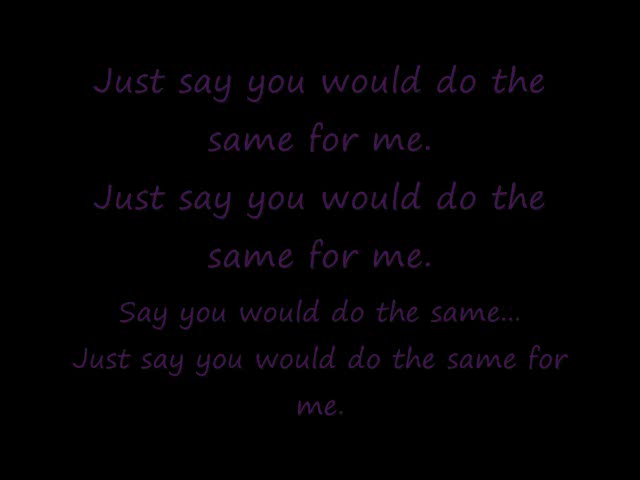 Just say you would do the
same for me.
Just say you would do the
same for me.
Say you would do the same...
Just say you would do the same for
me.